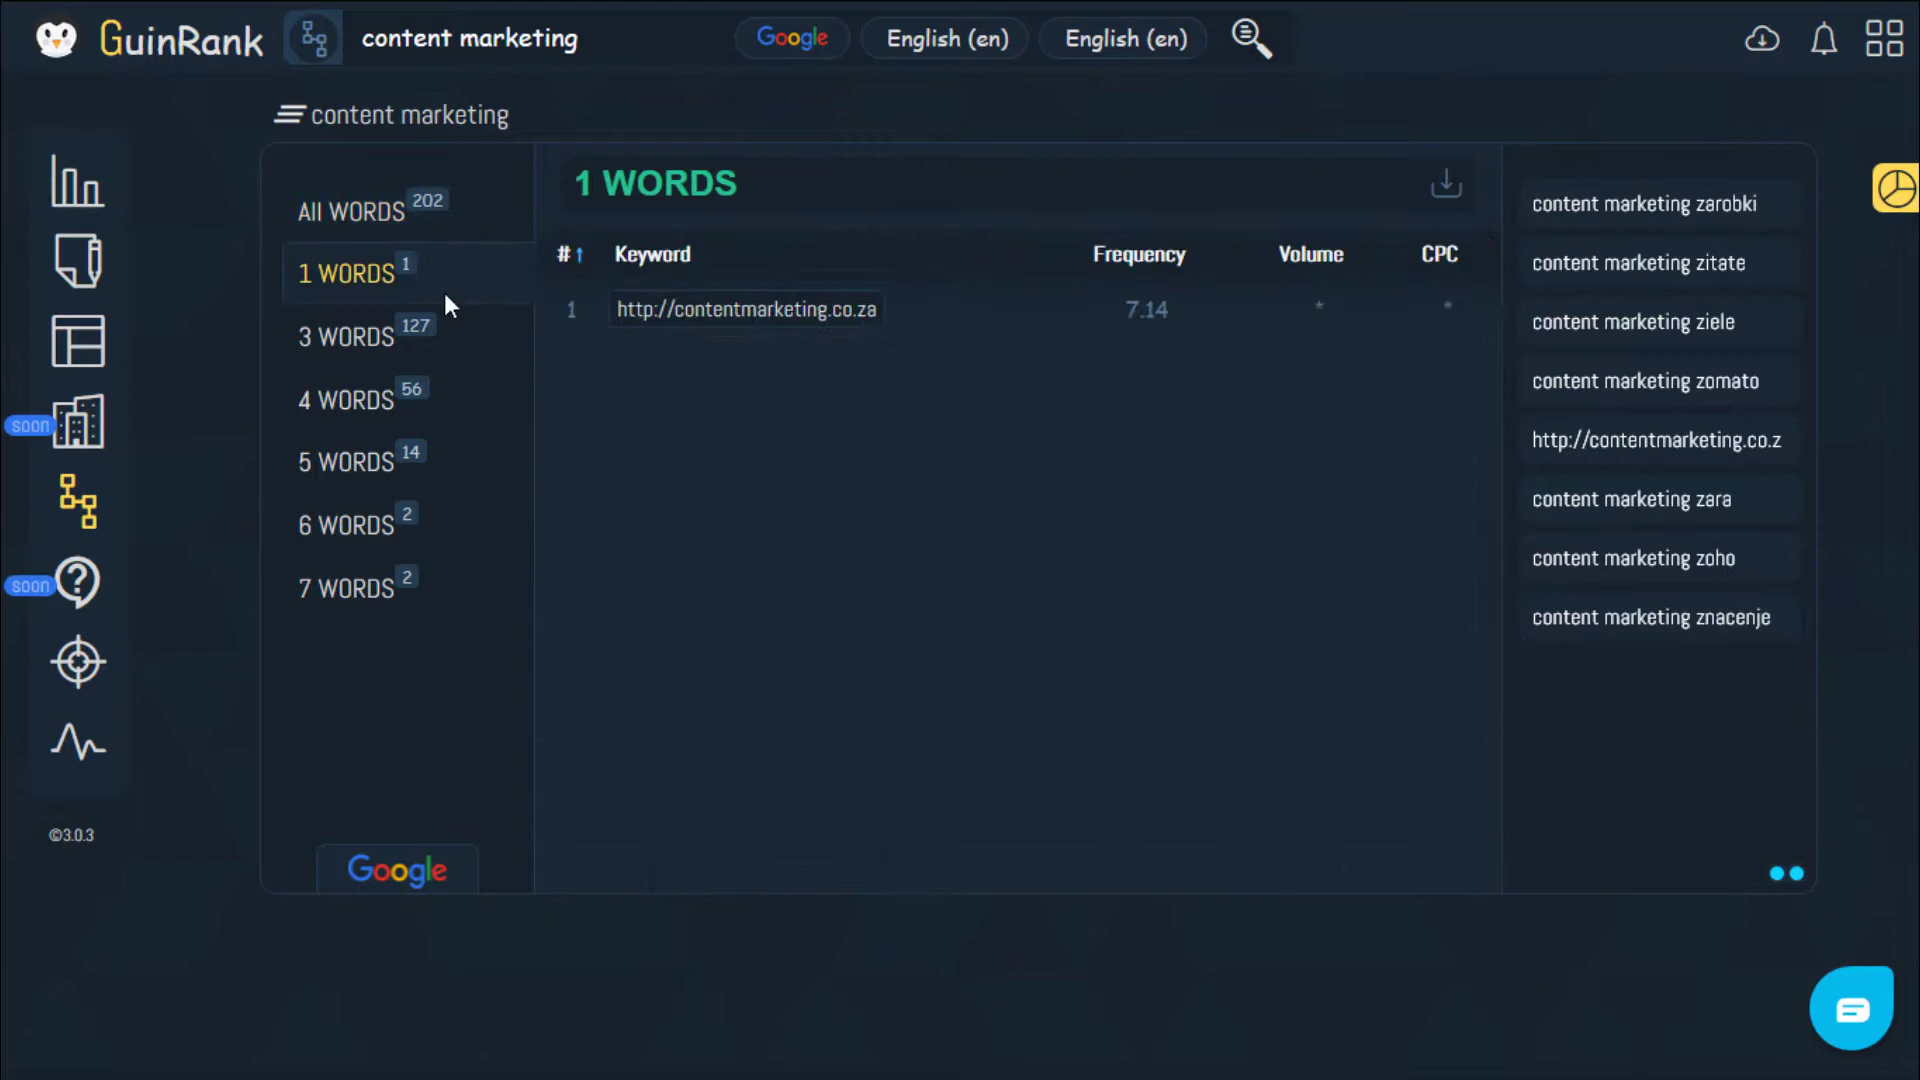 GuinRank
content marketing
Google
English (en)
English (en)
content marketing
All WORDS 202
1 WORDS 1
3 WORDS 127
4 WORDS 56
5 WORDS 14
6 WORDS 2
7 WORDS 2
Google
1 WORDS
#↑ Keyword Frequency Volume CPC
1 http://contentmarketing.co.za 7.14 * *
content marketing zarobki
content marketing zitate
content marketing ziele
content marketing zomato
http://contentmarketing.co.z
content marketing zara
content marketing zoho
content marketing znacenje
soon
soon
©3.0.3